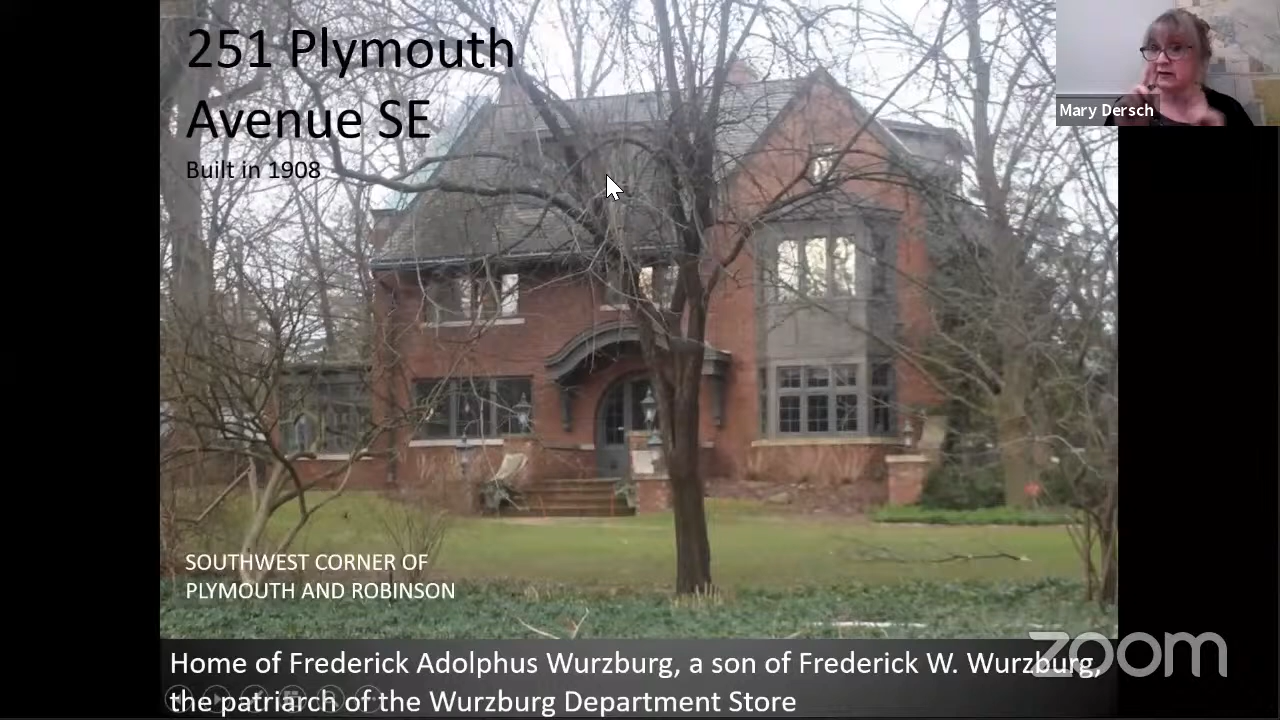 251 Plymouth
Avenue SE
Built in 1908
Mary Dersch
SOUTHWEST CORNER OF
PLYMOUTH AND ROBINSON
Home of Frederick Adolphus Wurzburg, a son of Frederick W. Wurzburg,
the patriarch of the Wurzburg Department Store
zoom